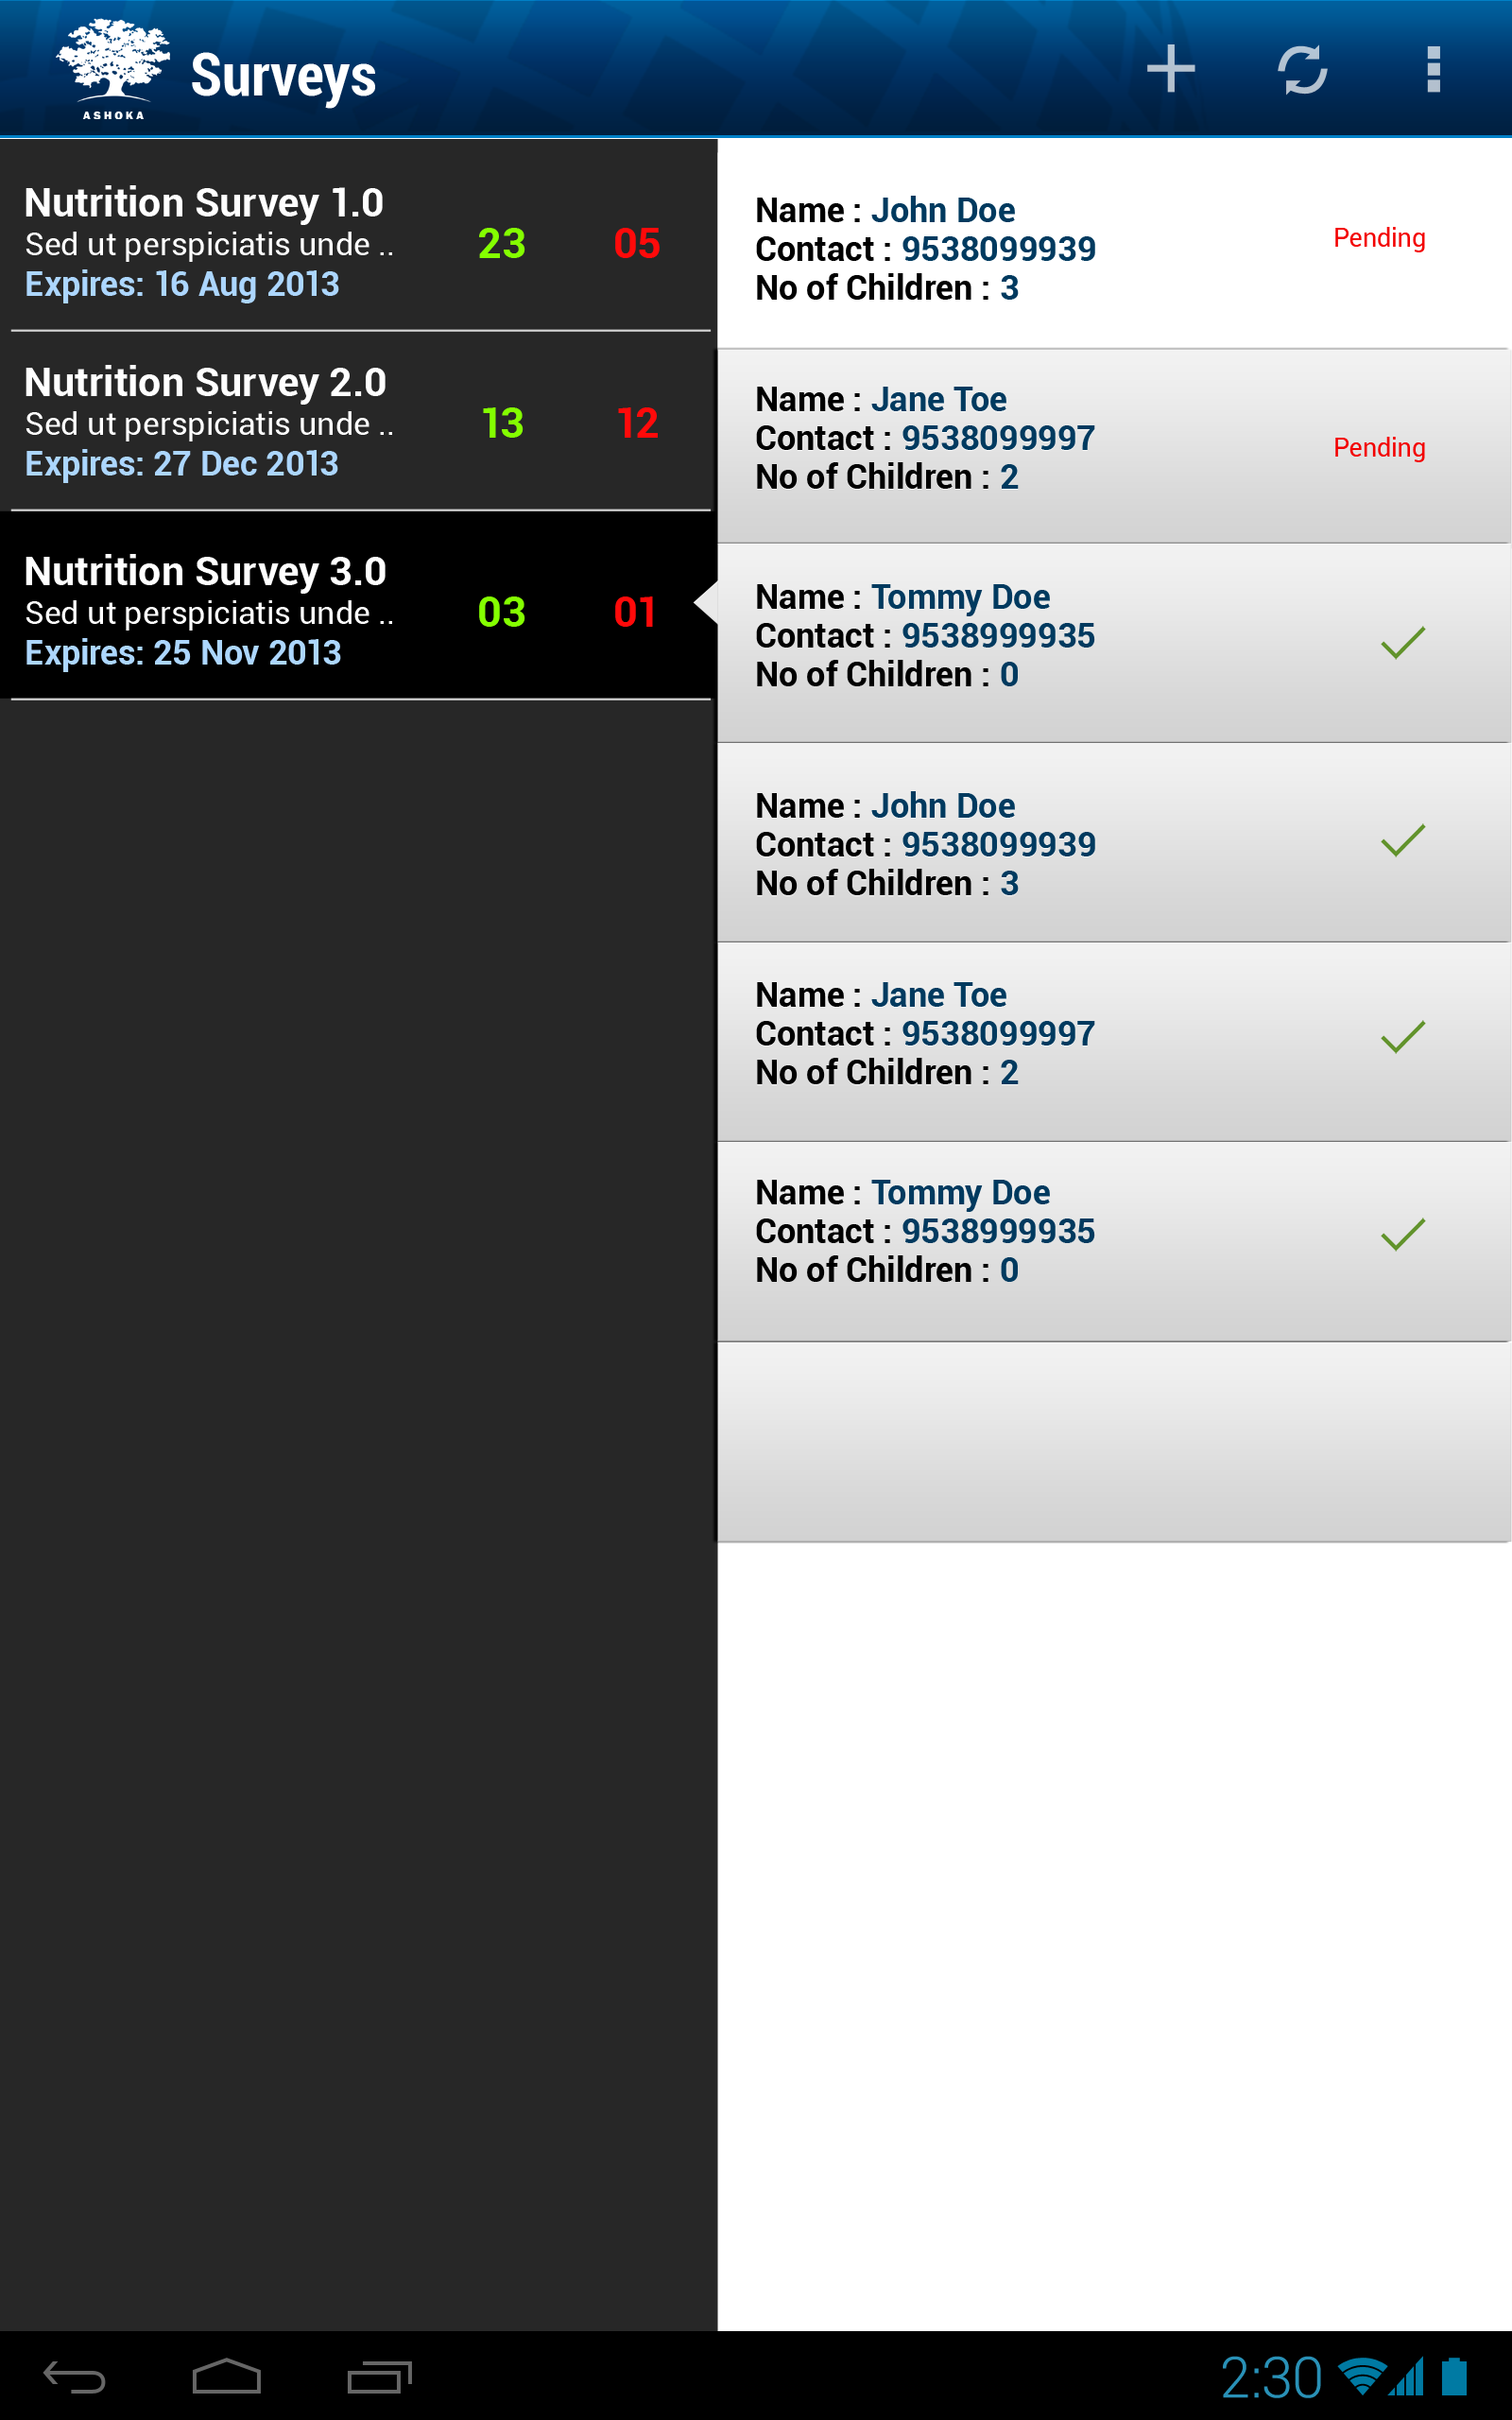 ASHOKA
Surveys
Nutrition Survey 1.0
Sed ut perspiciatis unde ..
Expires: 16 Aug 2013
23
05
Nutrition Survey 2.0
Sed ut perspiciatis unde ..
Expires: 27 Dec 2013
13
12
Nutrition Survey 3.0
Sed ut perspiciatis unde ..
Expires: 25 Nov 2013
03
01
Name : John Doe
Contact : 9538099939
No of Children : 3
Pending
Name : Jane Toe
Contact : 9538099997
No of Children : 2
Pending
Name : Tommy Doe
Contact : 9538999935
No of Children : 0
Name : John Doe
Contact : 9538099939
No of Children : 3
Name : Jane Toe
Contact : 9538099997
No of Children : 2
Name : Tommy Doe
Contact : 9538999935
No of Children : 0
2:30